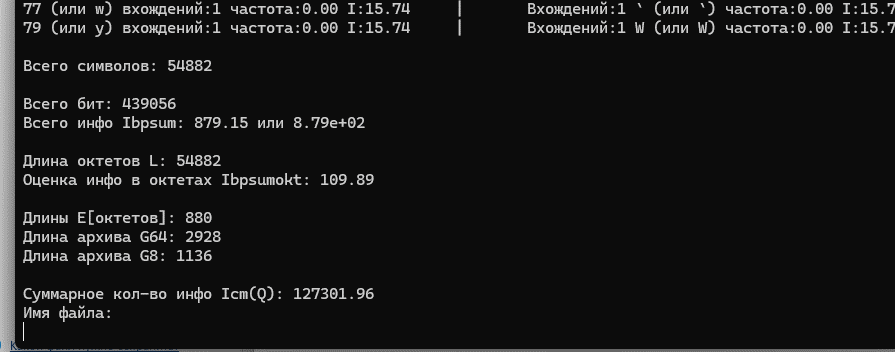 77 (или w) вхождений:1 частота:0.00 I:15.74 | Вхождений:1 ` (или `) частота:0.00 I:15.7
79 (или y) вхождений:1 частота:0.00 I:15.74 | Вхождений:1 W (или W) частота:0.00 I:15.7
Всего символов: 54882
Всего бит: 439056
Всего инфо Ibpsum: 879.15 или 8.79e+02
Длина октетов L: 54882
Оценка инфо в октетах Ibpsumokt: 109.89
Длины E[октетов]: 880
Длина архива G64: 2928
Длина архива G8: 1136
Суммарное кол-во инфо Icm(Q): 127301.96
Имя файла: